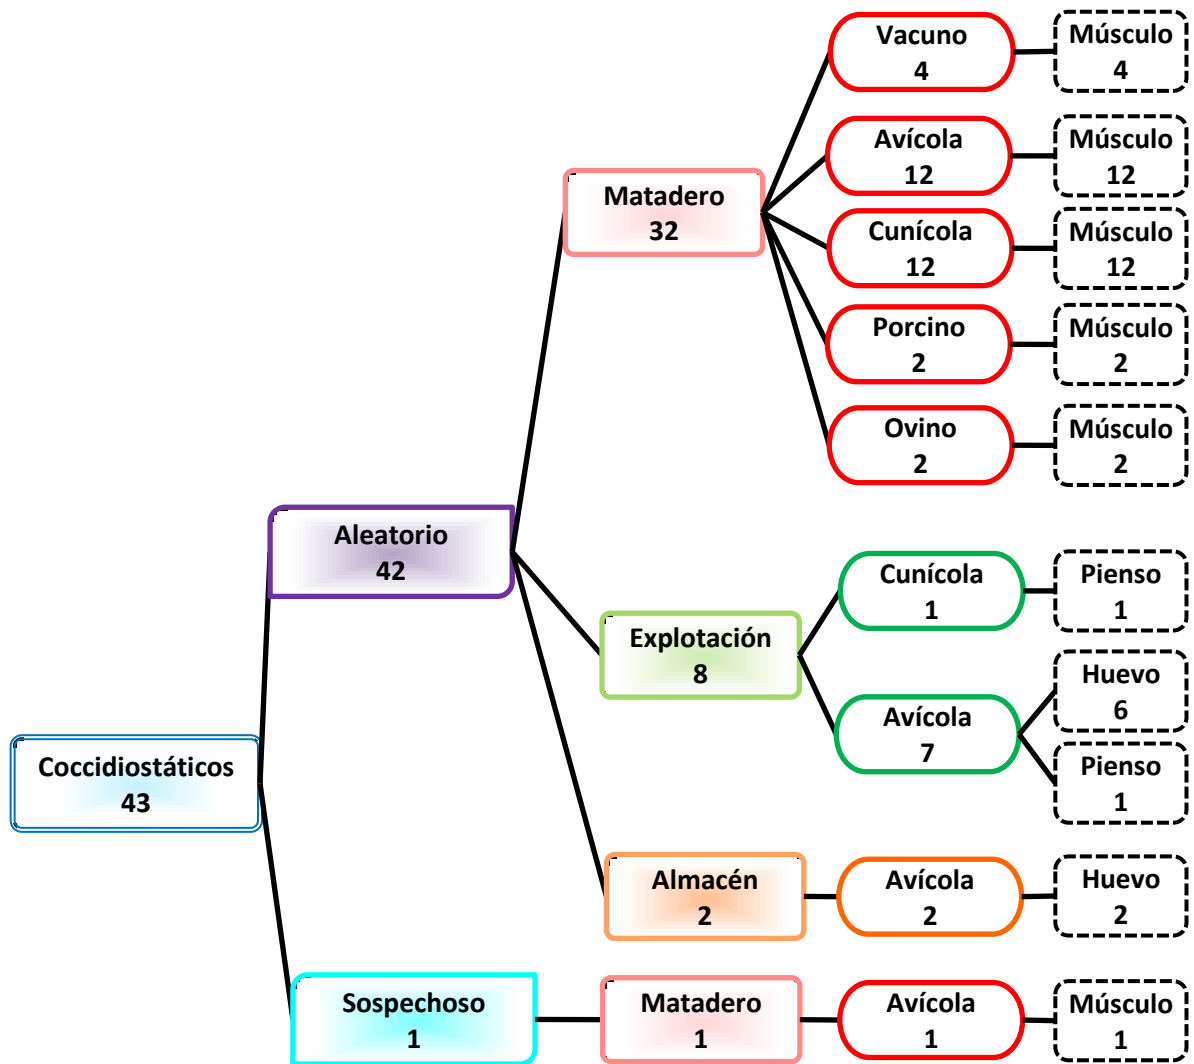 Vacuno
4
Músculo
4
Avícola
12
Músculo
12
Matadero
32
Cunícola
12
Músculo
12
Porcino
2
Músculo
2
Ovino
2
Músculo
2
Aleatorio
42
Cunícola
1
Pienso
1
Explotación
8
Huevo
6
Avícola
7
Pienso
1
Coccidiostáticos
43
Almacén
2
Avícola
2
Huevo
2
Sospechoso
1
Matadero
1
Avícola
1
Músculo
1